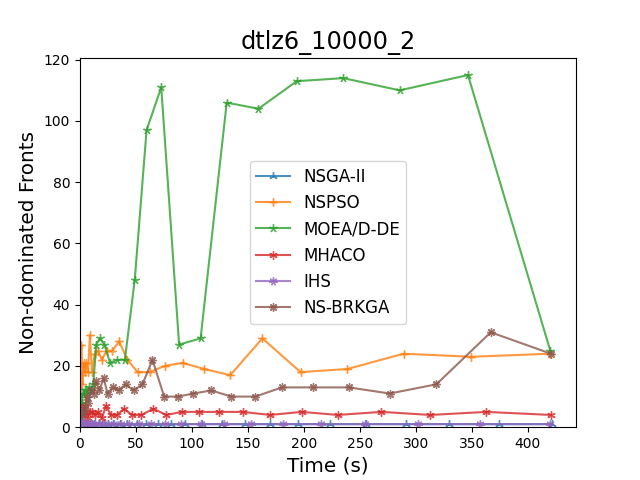 dtlz6_10000_2
Non-dominated Fronts
120
100
80
60
40
20
0
NSGA-II
NSPSO
MOEA/D-DE
MHACO
IHS
NS-BRKGA
0 50 100 150 200 250 300 350 400
Time (s)